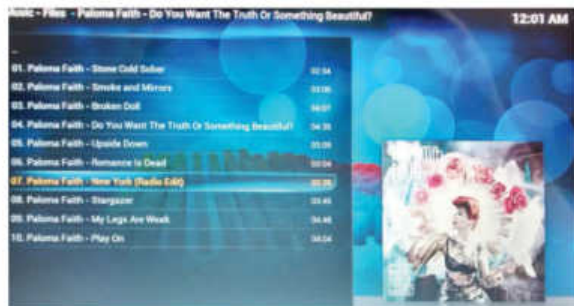 Music - Files - Paloma Faith - Do You Want The Truth Or Something Beautiful?
12:01 AM
..
01. Paloma Faith - Stone Cold Sober
02. Paloma Faith - Smoke and Mirrors
03. Paloma Faith - Broken Doll
04. Paloma Faith - Do You Want The Truth Or Something Beautiful?
05. Paloma Faith - Upside Down
06. Paloma Faith - Romance Is Dead
07. Paloma Faith - New York (Radio Edit)
08. Paloma Faith - Stargazer
09. Paloma Faith - My Legs Are Weak
10. Paloma Faith - Play On